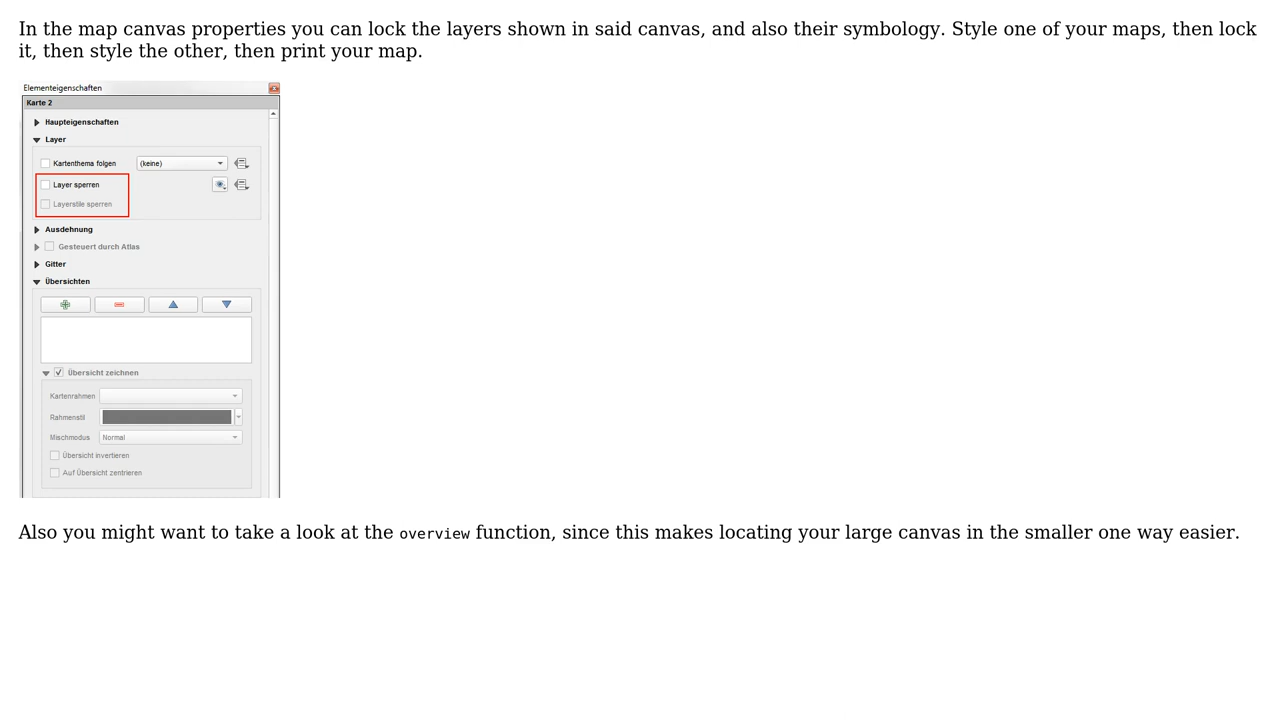 In the map canvas properties you can lock the layers shown in said canvas, and also their symbology. Style one of your maps, then lock
it, then style the other, then print your map.
Elementeigenschaften
Karte 2
Haupteigenschaften
Layer
Kartenthema folgen (keine)
Layer sperren
Layerstile sperren
Ausdehnung
Gesteuert durch Atlas
Gitter
Übersichten
Übersicht zeichnen
Kartenrahmen
Rahmenstil
Mischmodus Normal
Übersicht invertieren
Auf Übersicht zentrieren
Also you might want to take a look at the overview function, since this makes locating your large canvas in the smaller one way easier.